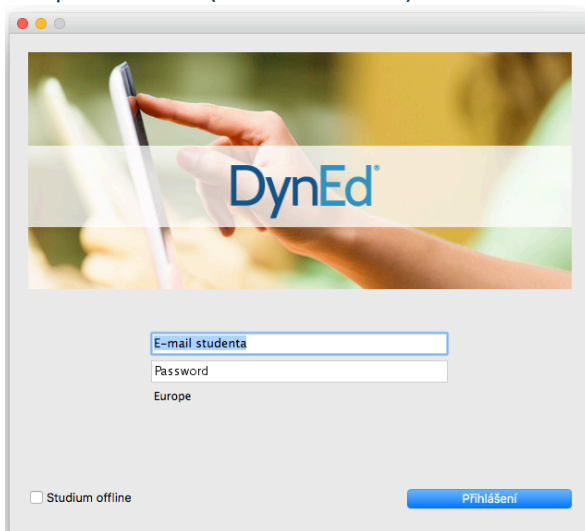 DynEd
E-mail studenta
Password
Europe
Studium offline
Přihlášení